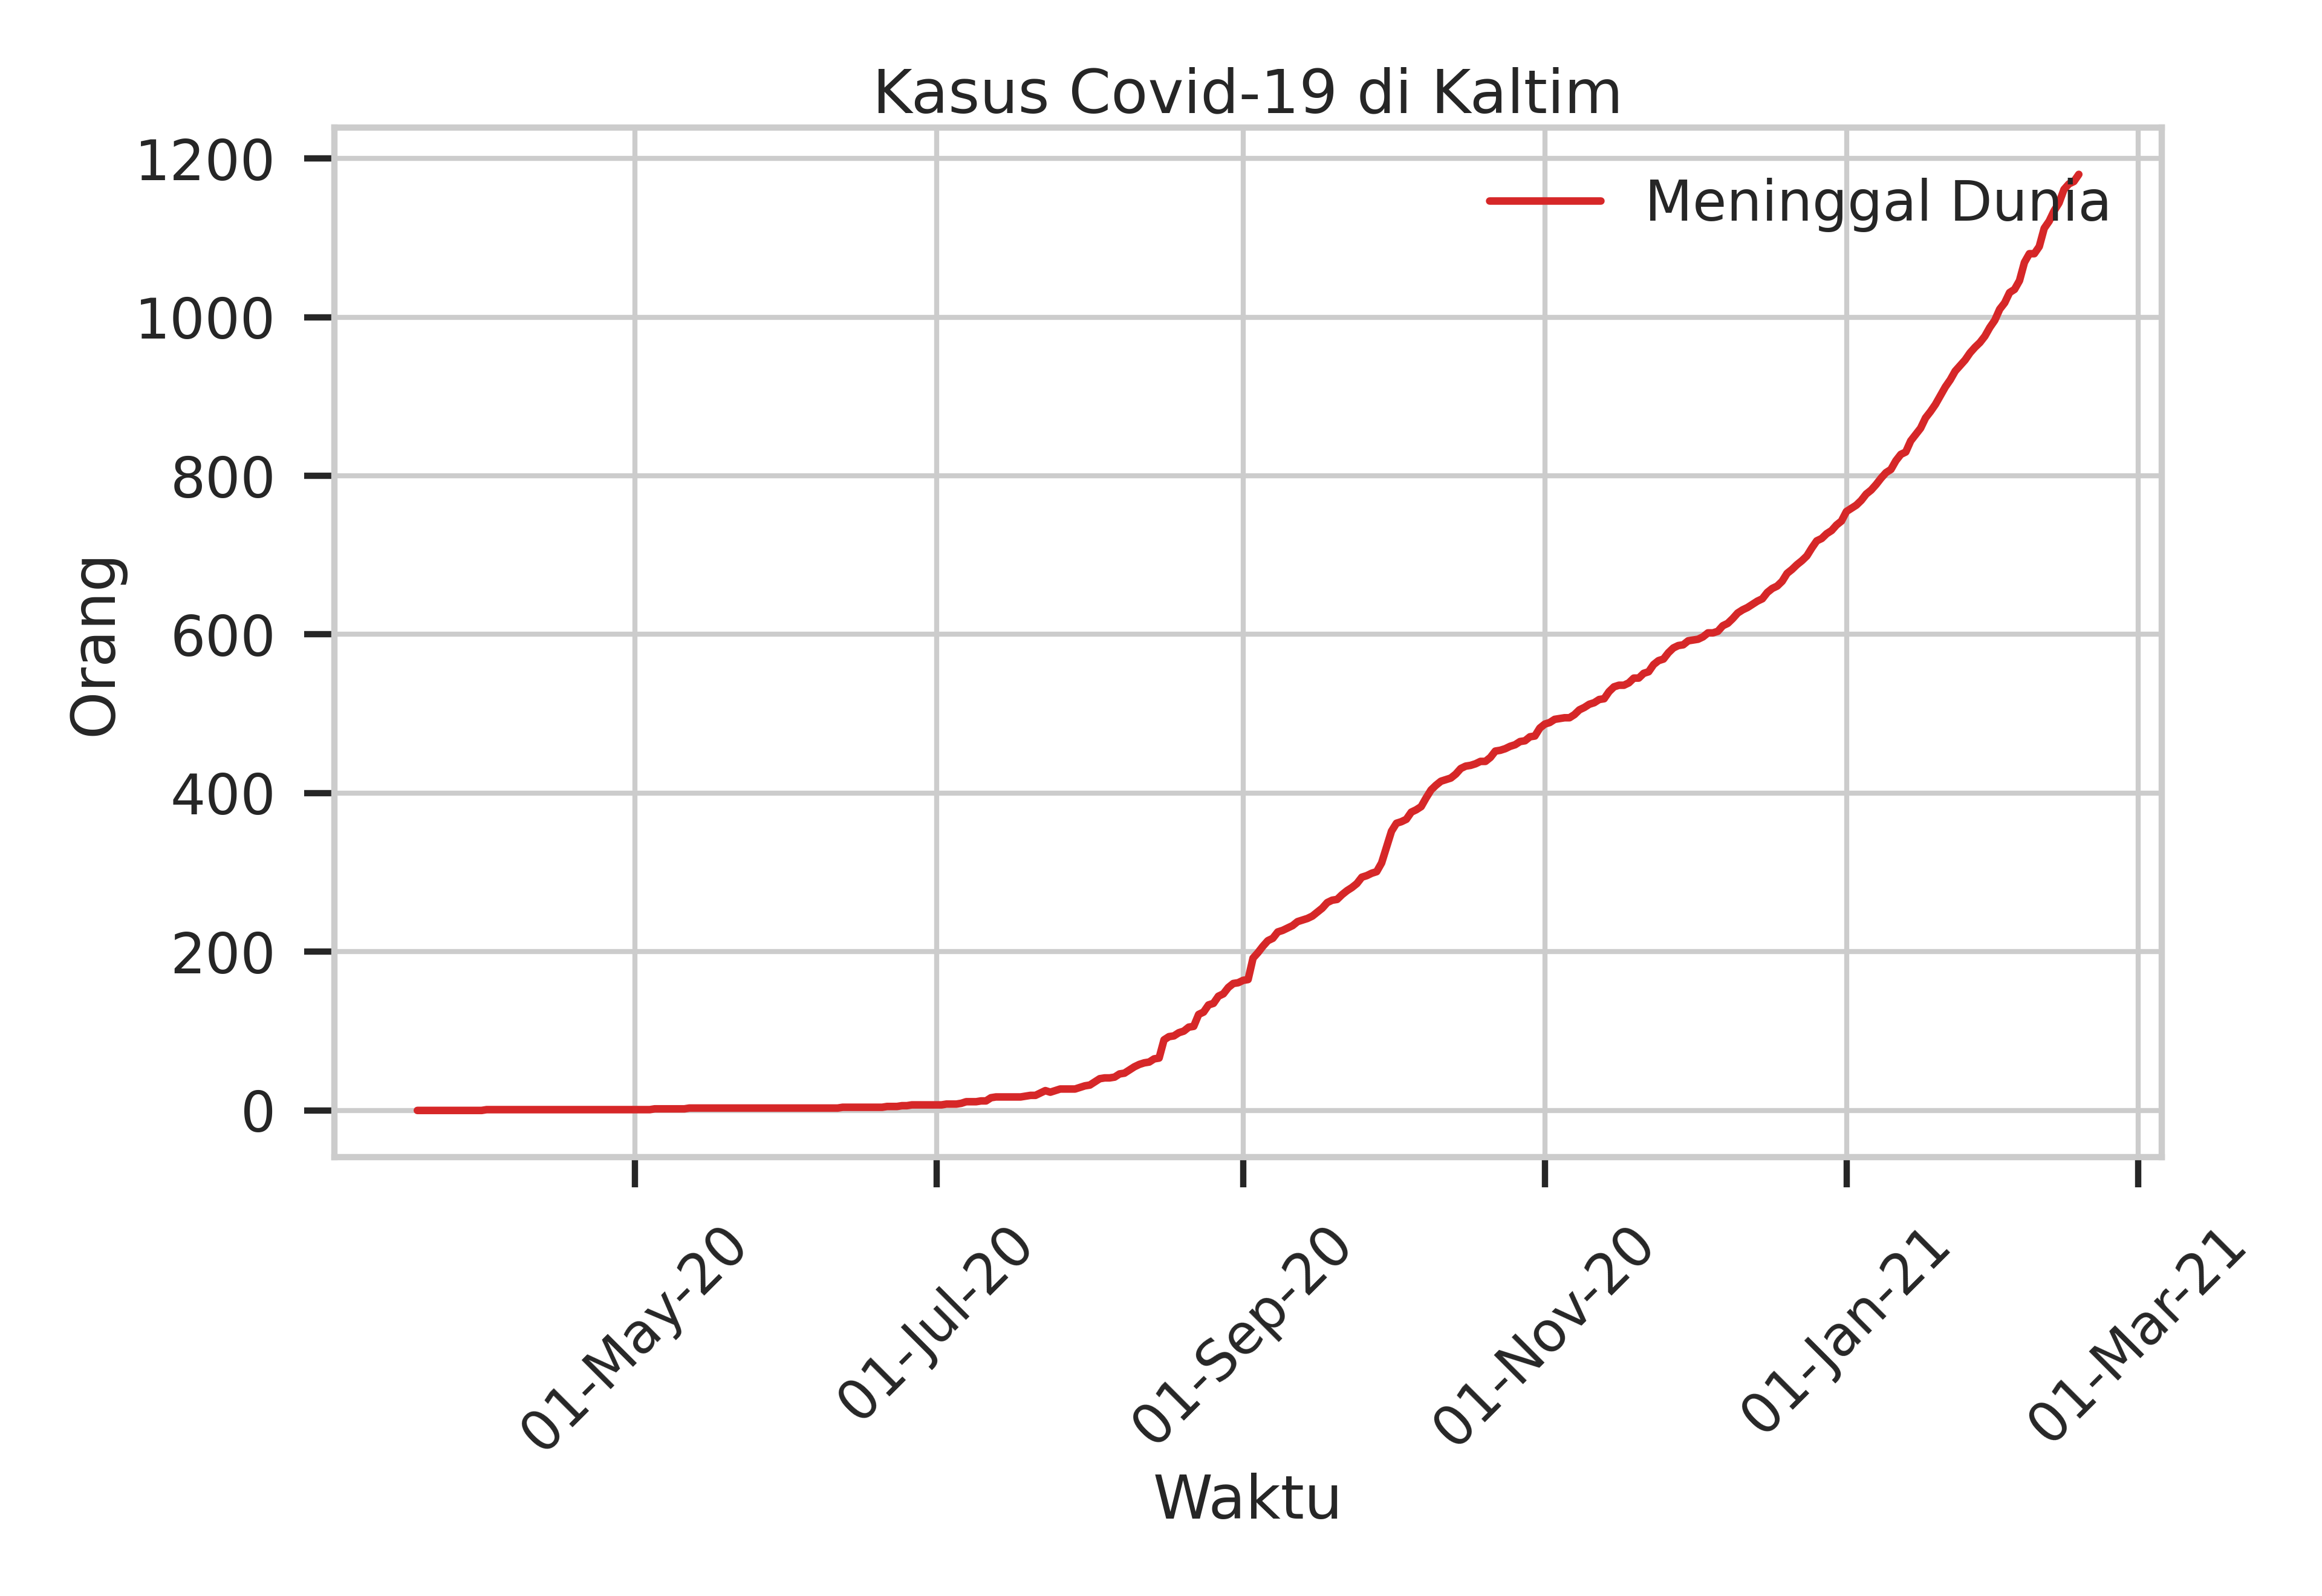 Kasus Covid-19 di Kaltim
Meninggal Dunia
Orang
1200
1000
800
600
400
200
0
01-May-20
01-Jul-20
01-Sep-20
01-Nov-20
01-Jan-21
01-Mar-21
Waktu